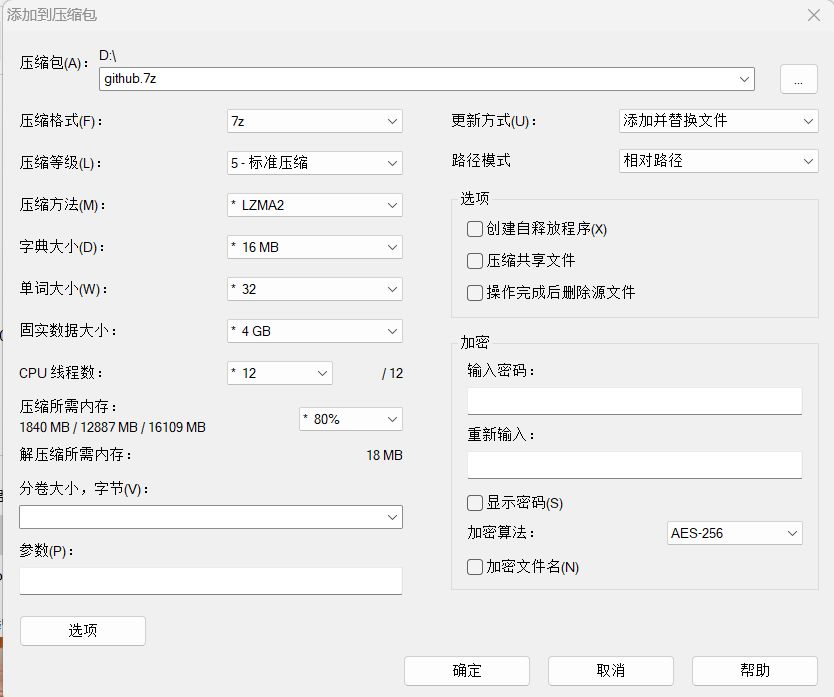 添加到压缩包
压缩包(A)：
D:\
github.7z
...
压缩格式(F)：
7z
压缩等级(L)：
5 - 标准压缩
压缩方法(M)：
* LZMA2
字典大小(D)：
* 16 MB
单词大小(W)：
* 32
固实数据大小：
* 4 GB
CPU 线程数：
* 12
/ 12
压缩所需内存：
1840 MB / 12887 MB / 16109 MB
* 80%
解压缩所需内存：
18 MB
分卷大小，字节(V)：
参数(P)：
选项
更新方式(U)：
添加并替换文件
路径模式
相对路径
选项
创建自释放程序(X)
压缩共享文件
操作完成后删除源文件
加密
输入密码：
重新输入：
显示密码(S)
加密算法：
AES-256
加密文件名(N)
确定
取消
帮助